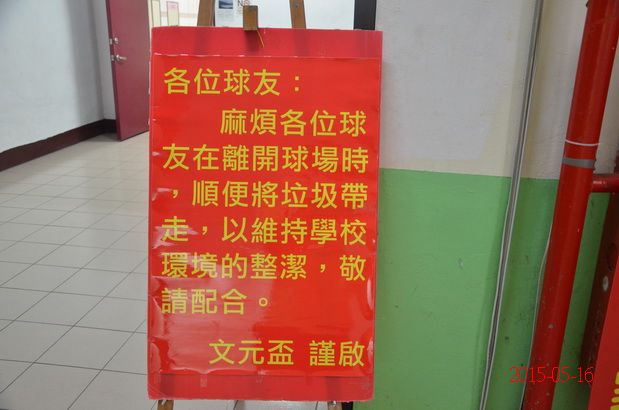 各位球友：
麻煩各位球
友在離開球場時
，順便將垃圾帶
走，以維持學校
環境的整潔，敬
請配合。
文元盃 謹啟
2015-05-16